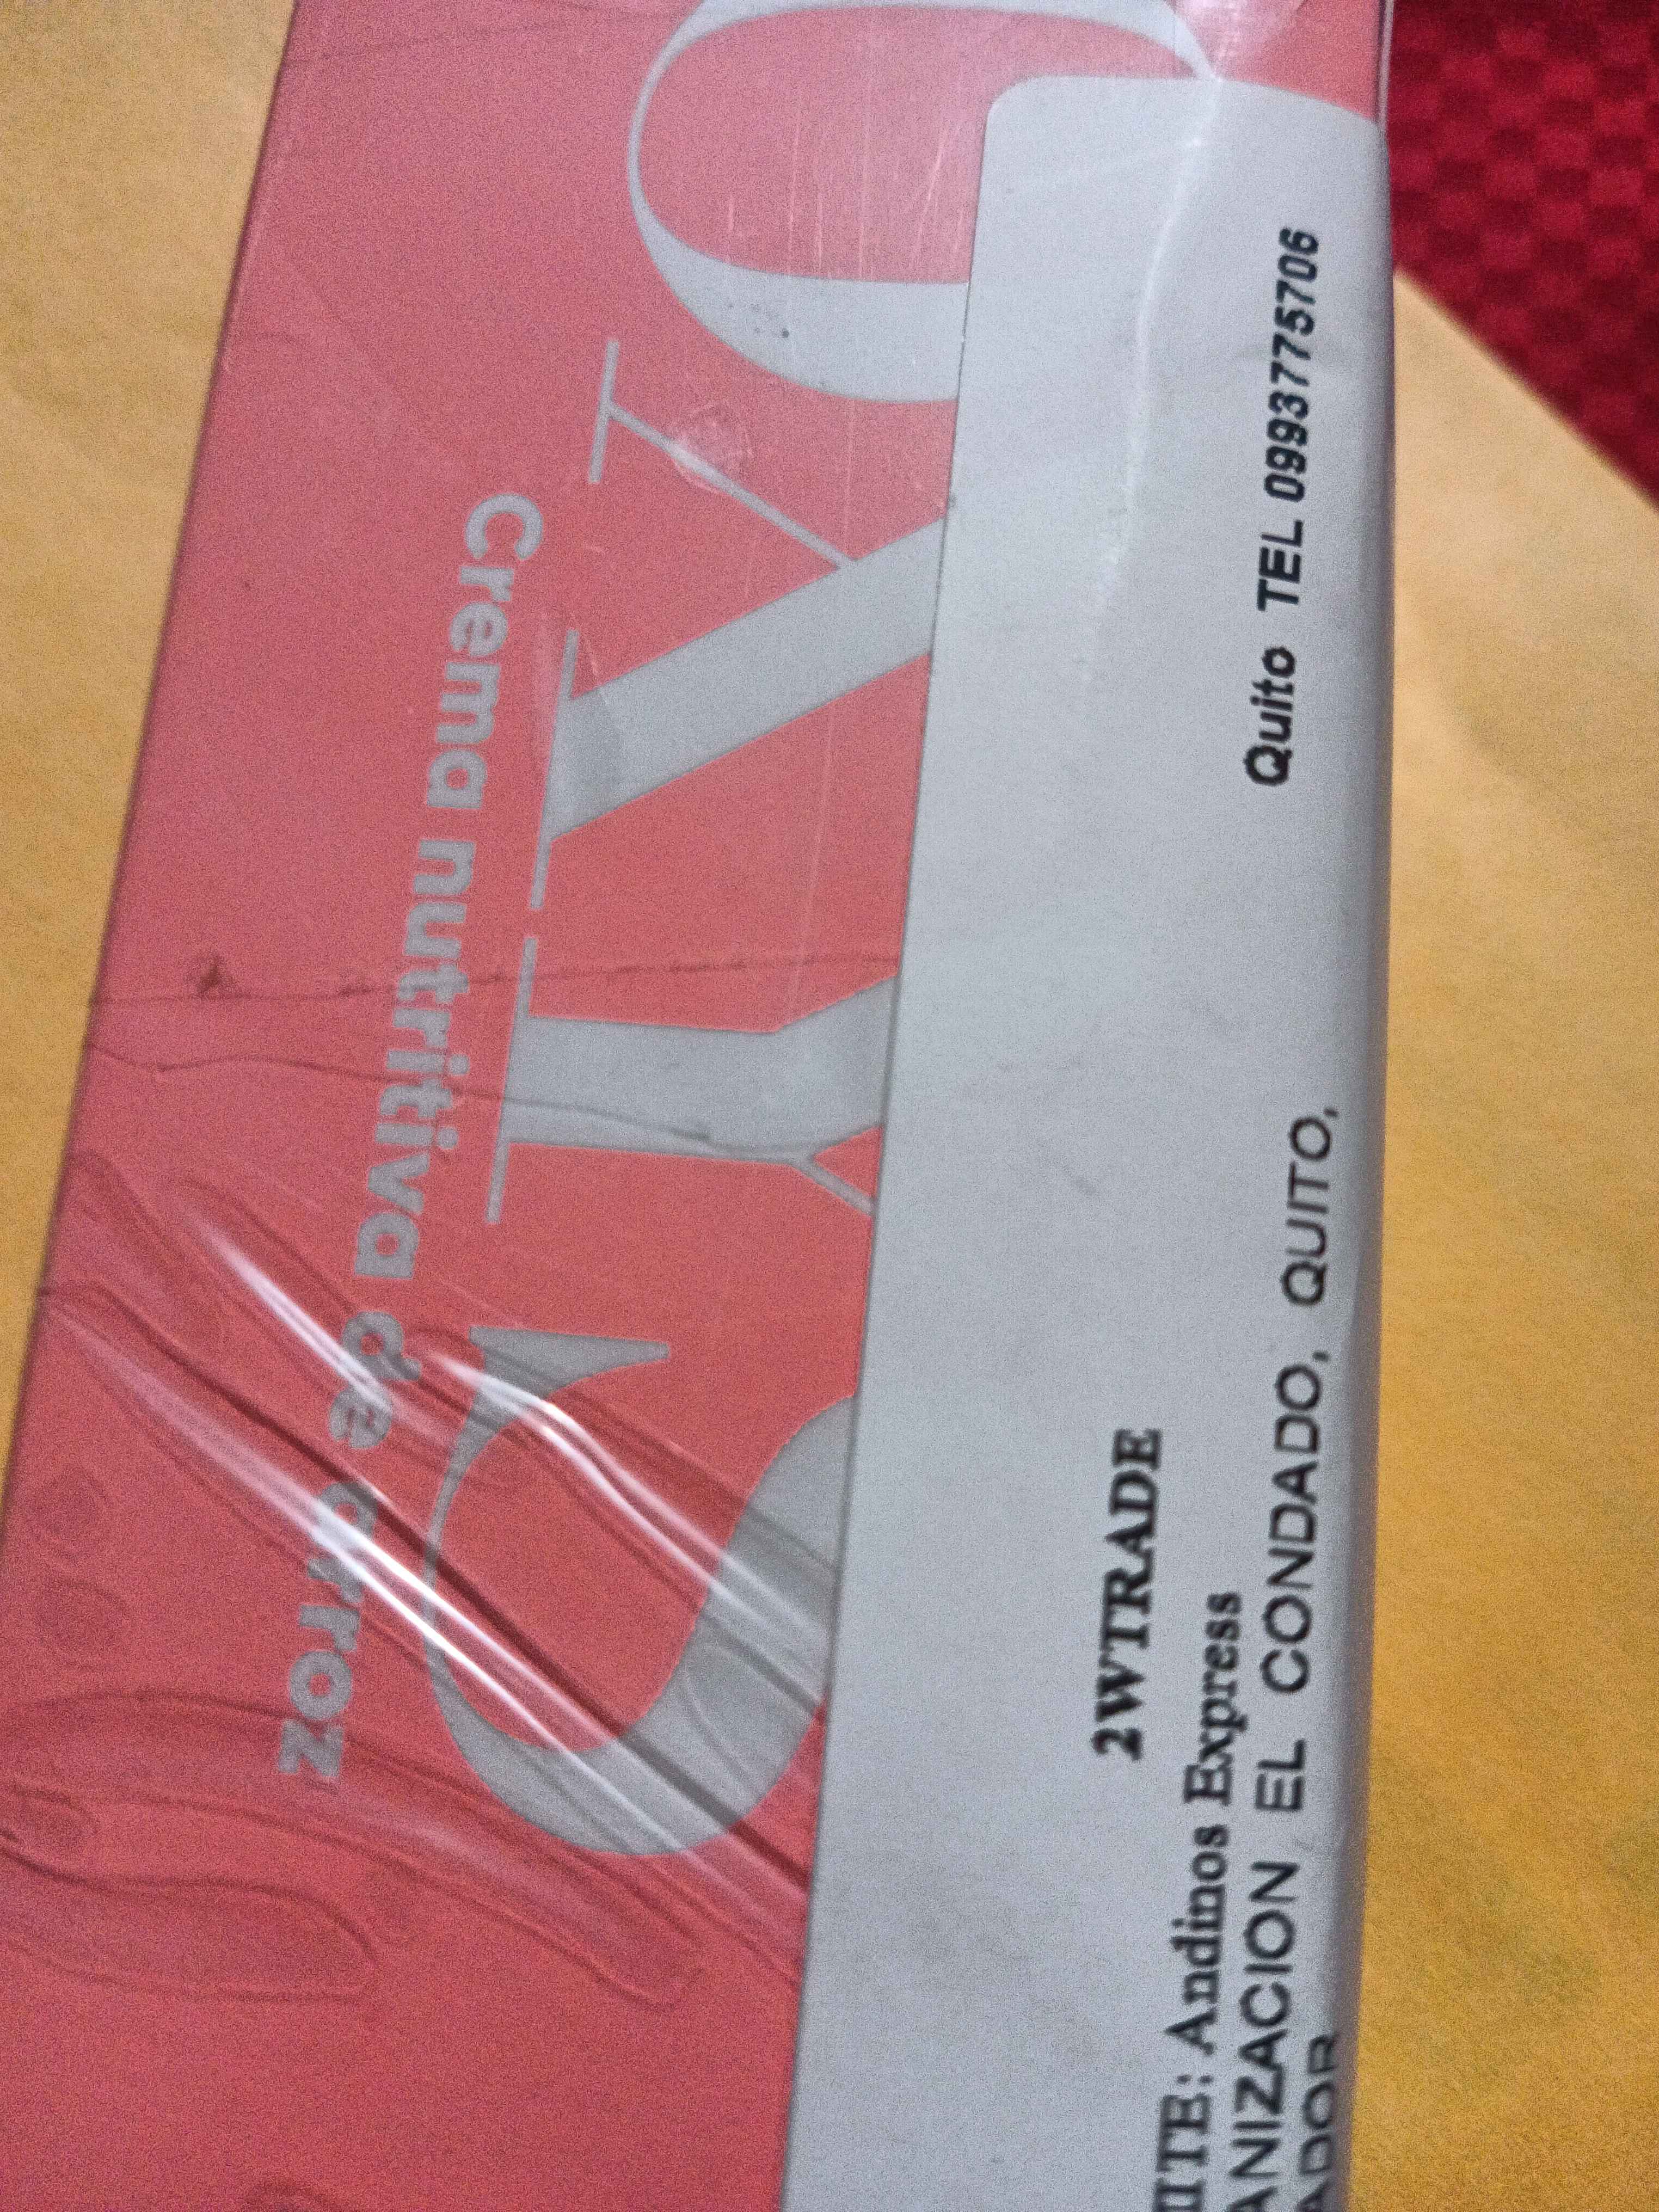 Crema nutritiva de arroz
2WTRADE
Andinos Express
EL CONDADO, QUITO,
Quito TEL 0993775706